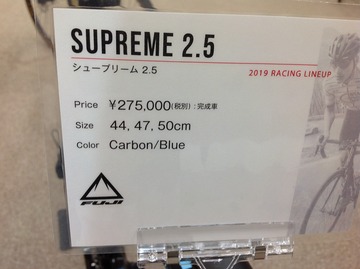 SUPREME 2.5
シュープリーム 2.5
2019 RACING LINEUP
Price ¥275,000(税別):完成車
Size 44, 47, 50cm
Color Carbon/Blue
FUJI